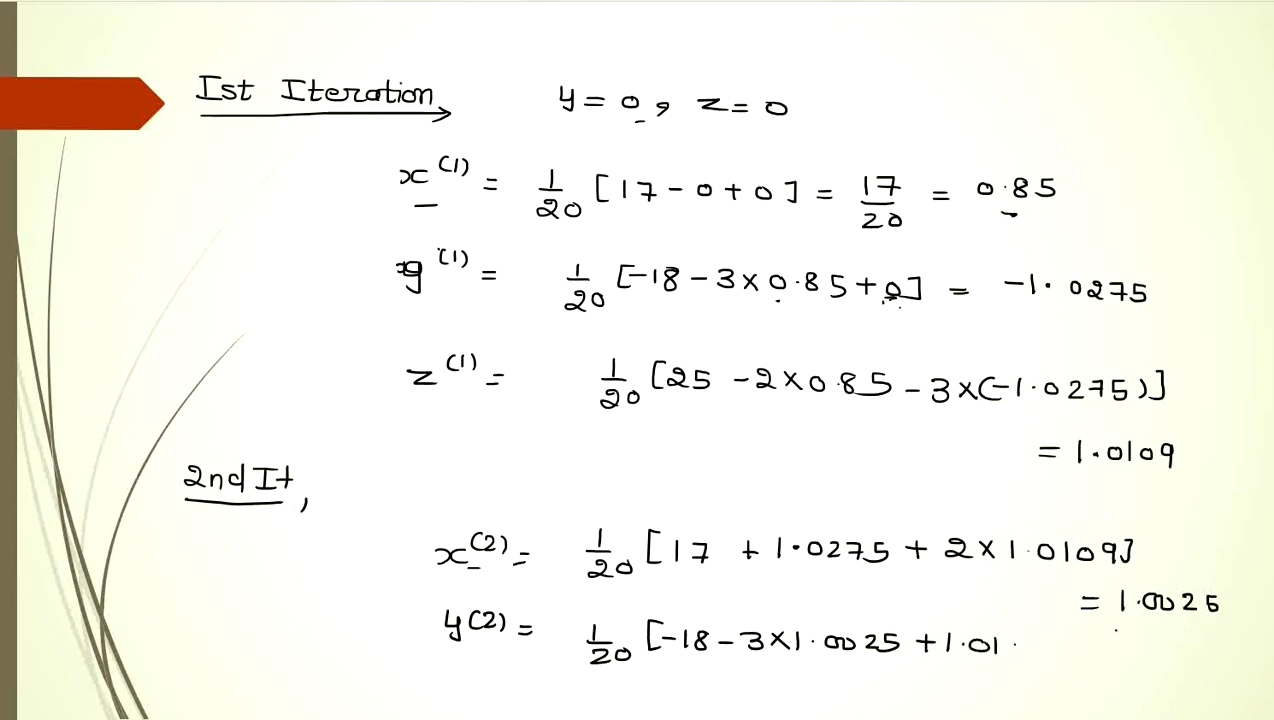 Ist Iteration y = 0, z = 0
x^(1) = 1/20 [17 - 0 + 0] = 17/20 = 0.85
y^(1) = 1/20 [-18 - 3 × 0.85 + 0] = -1.0275
z^(1) = 1/20 [25 - 2 × 0.85 - 3 × (-1.0275)]
= 1.0109
2nd It,
x^(2) = 1/20 [17 + 1.0275 + 2 × 1.0109]
= 1.0025
y(2) = 1/20 [-18 - 3 × 1.0025 + 1.01